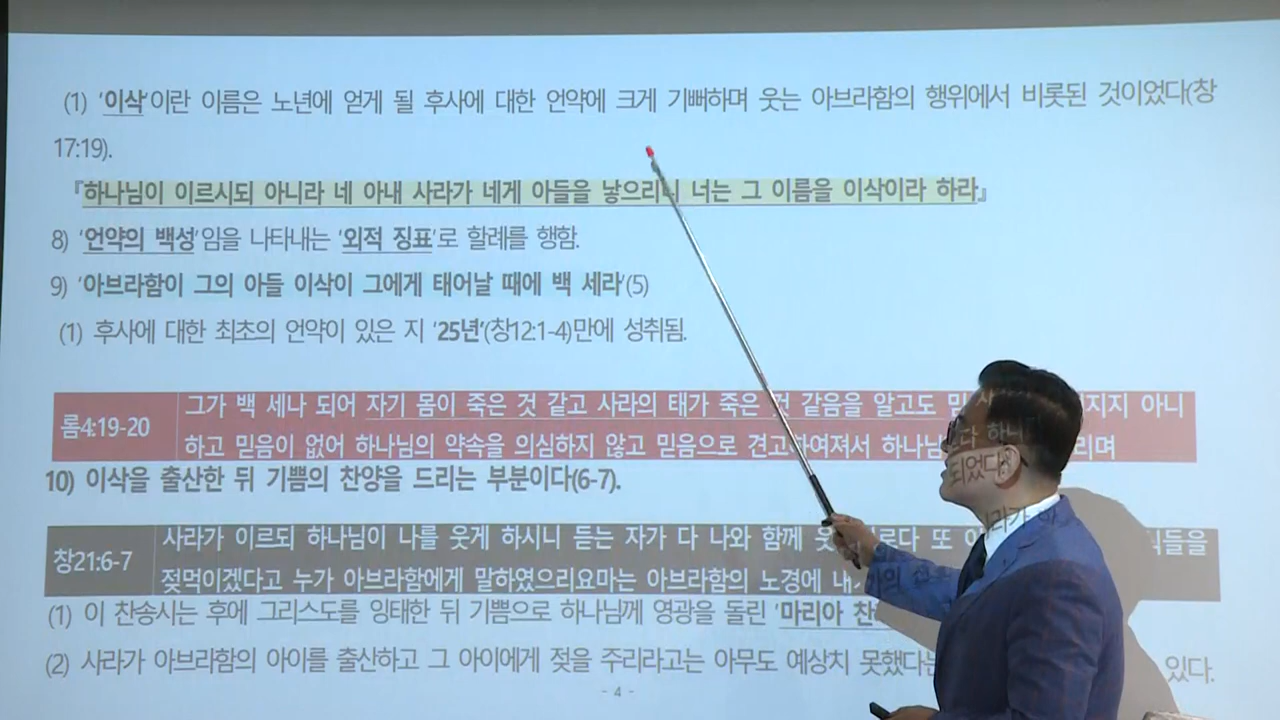 (1) '이삭'이란 이름은 노년에 얻게 될 후사에 대한 언약에 크게 기뻐하며 웃는 아브라함의 행위에서 비롯된 것이었다(창
17:19).
『하나님이 이르시되 아니라 네 아내 사라가 네게 아들을 낳으리니 너는 그 이름을 이삭이라 하라』
8) '언약의 백성'임을 나타내는 '외적 징표'로 할례를 행함.
9) '아브라함이 그의 아들 이삭이 그에게 태어날 때에 백 세라'(5)
(1) 후사에 대한 최초의 언약이 있은 지 '25년'(창12:1-4)만에 성취됨.
롬4:19-20
그가 백 세나 되어 자기 몸이 죽은 것 같고 사라의 태가 죽은 것 같음을 알고도 아니
하고 믿음이 없어 하나님의 약속을 의심하지 않고 믿음으로 견고하여져서
10) 이삭을 출산한 뒤 기쁨의 찬양을 드리는 부분이다(6-7).
창21:6-7
사라가 이르되 하나님이 나를 웃게 하시니 듣는 자가 다 나와 함께 또
젖먹이겠다고 누가 아브라함에게 말하였으리요마는 아브라함의 노경에
(1) 이 찬송시는 후에 그리스도를 잉태한 뒤 기쁨으로 하나님께 영광을 돌린 '마리아
(2) 사라가 아브라함의 아이를 출산하고 그 아이에게 젖을 주리라고는 아무도 예상치 있다.
- 4 -